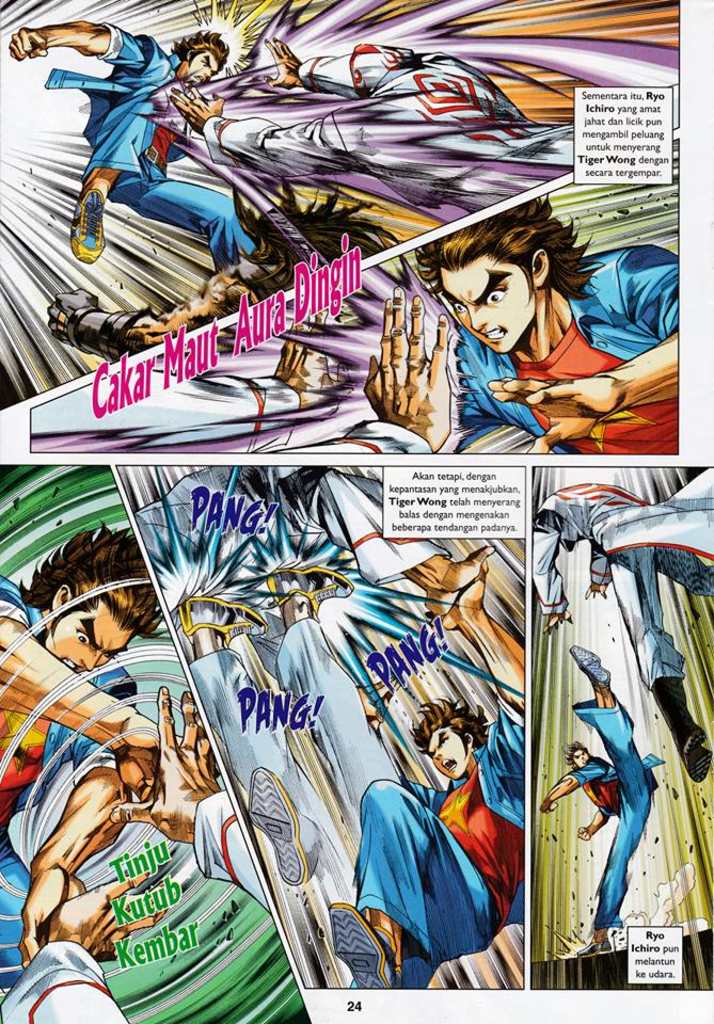 Sementara itu, Ryo
Ichiro yang amat
jahat dan licik pun
mengambil peluang
untuk menyerang
Tiger Wong dengan
secara tergempar.
Cakar Maut Aura Dingin
Akan tetapi, dengan
kepantasan yang menakjubkan,
Tiger Wong telah menyerang
balas dengan mengenakan
beberapa tendangan padanya.
PANG!
PANG!
PANG!
Tinju
Kutub
Kembar
Ryo
Ichiro pun
melantun
ke udara.
24